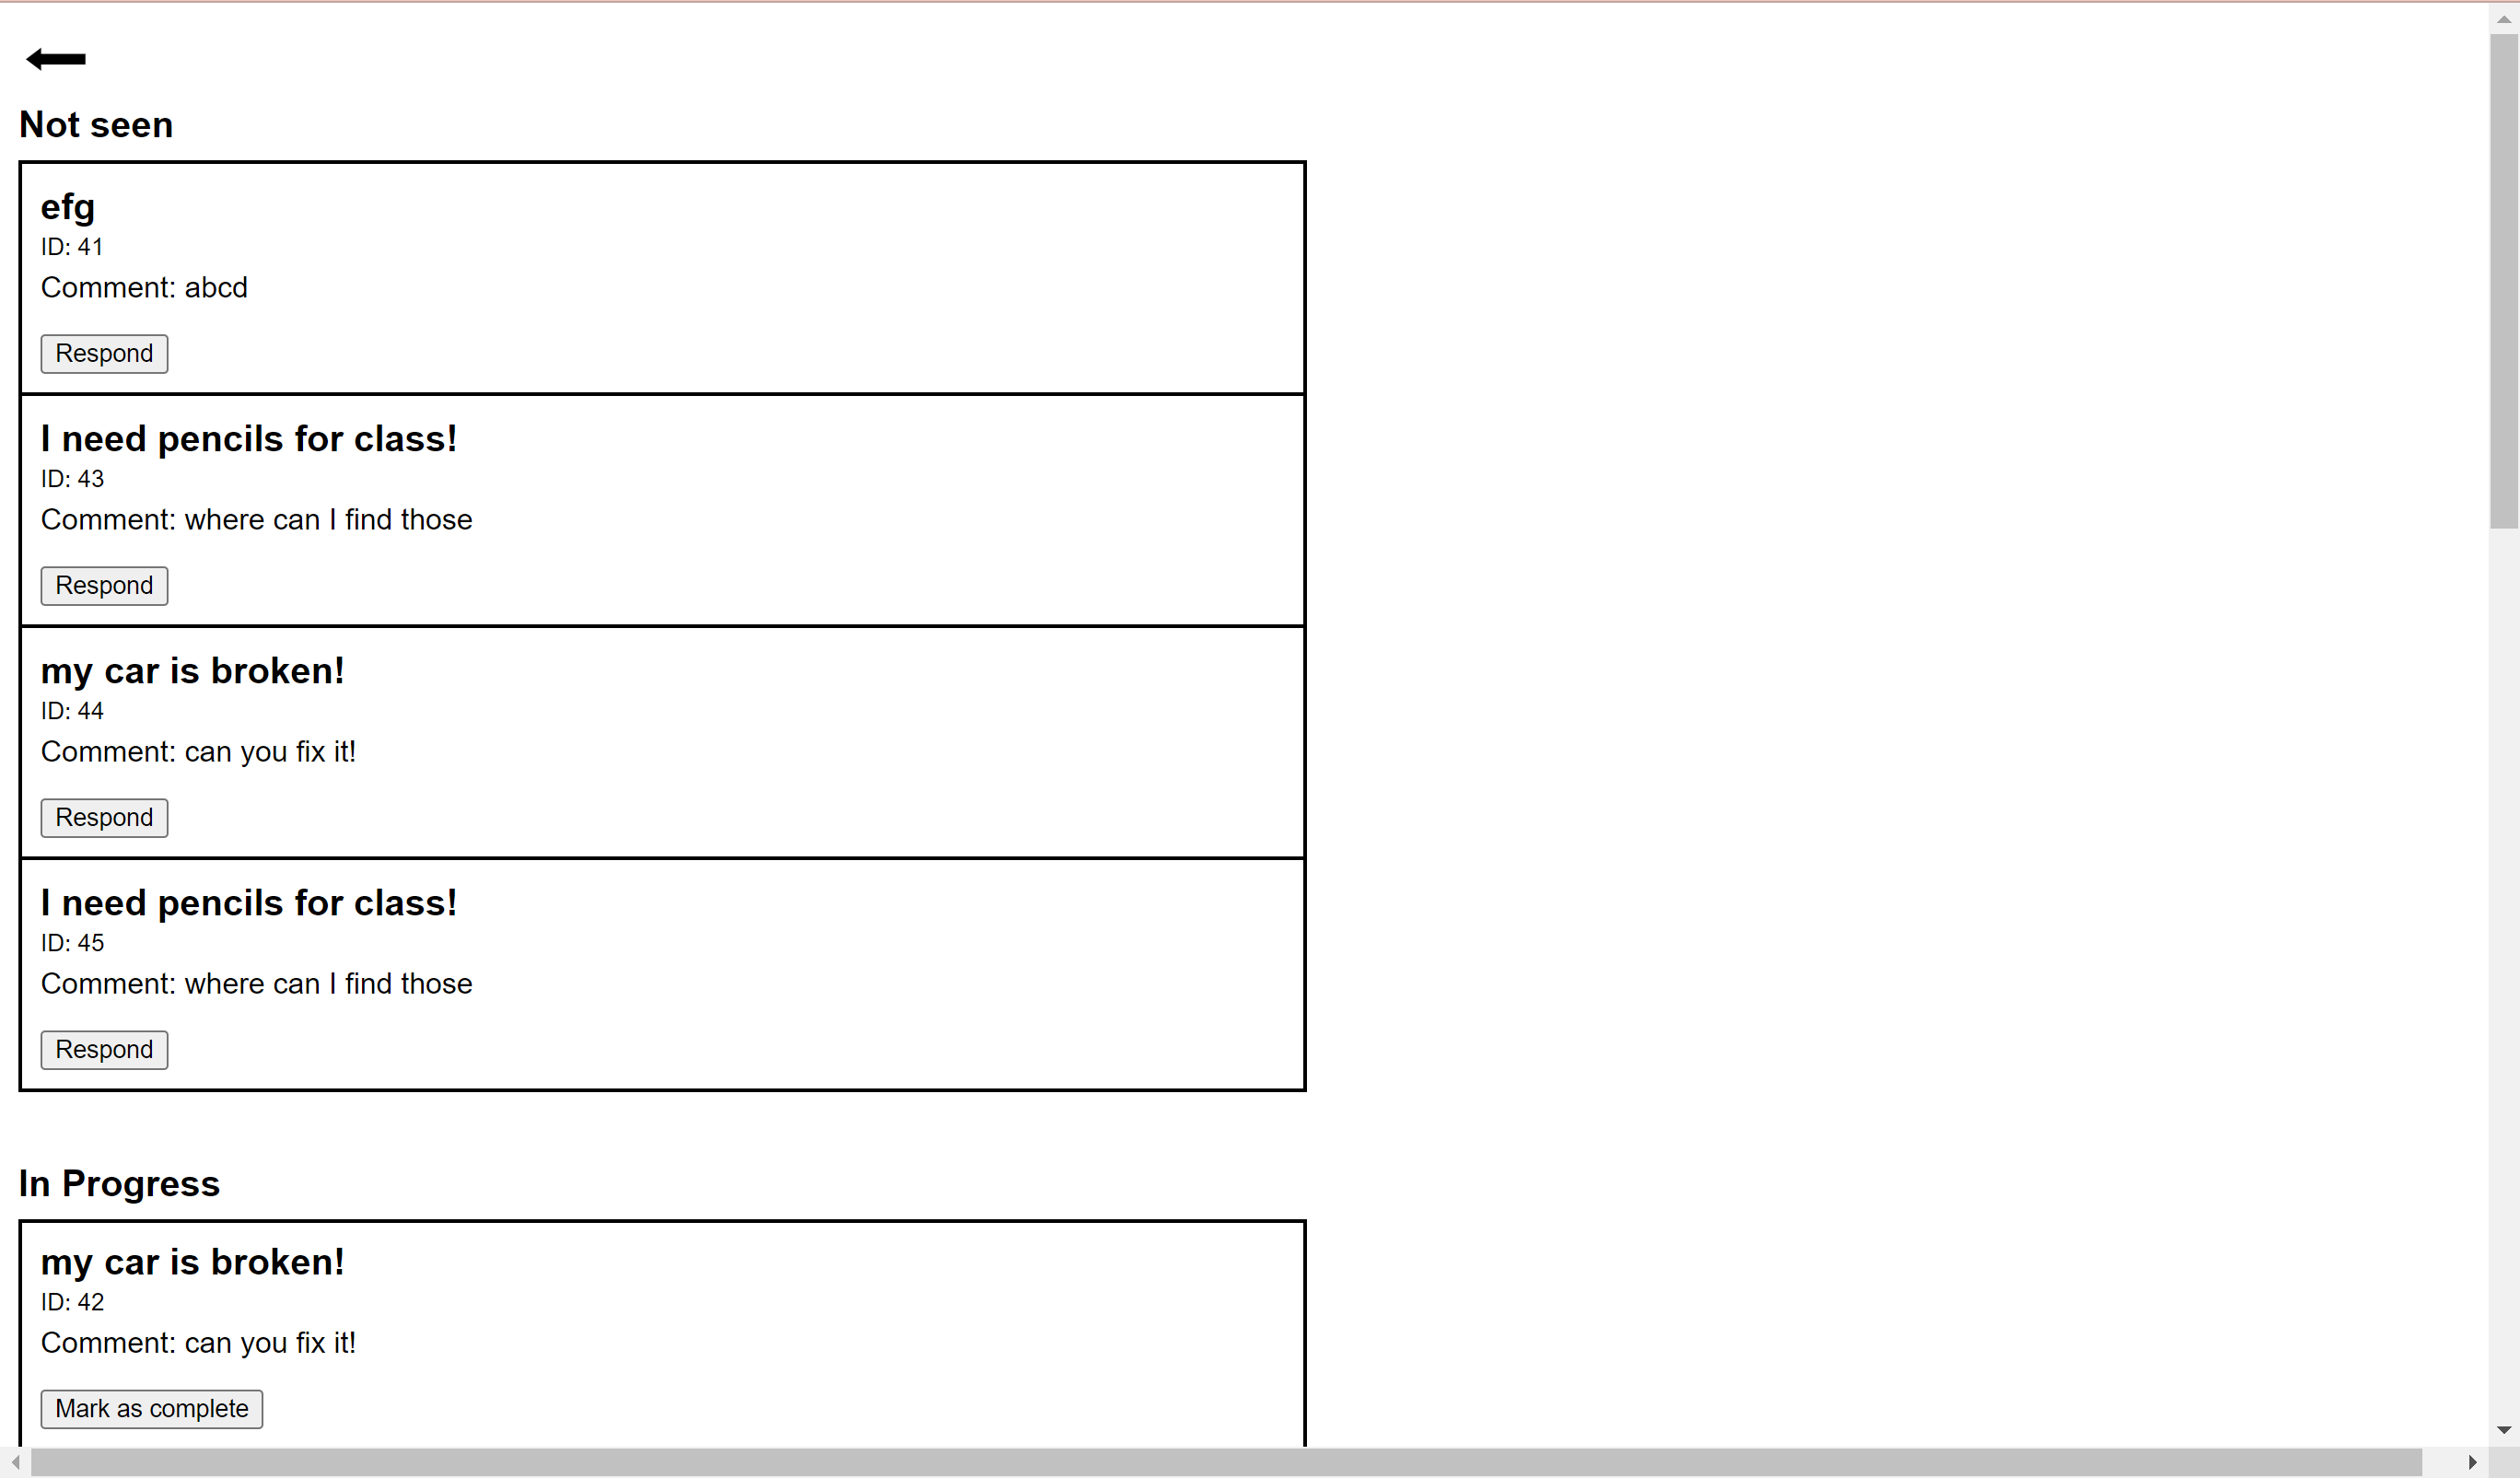 Not seen
efg
ID: 41
Comment: abcd
Respond
I need pencils for class!
ID: 43
Comment: where can I find those
Respond
my car is broken!
ID: 44
Comment: can you fix it!
Respond
I need pencils for class!
ID: 45
Comment: where can I find those
Respond
In Progress
my car is broken!
ID: 42
Comment: can you fix it!
Mark as complete